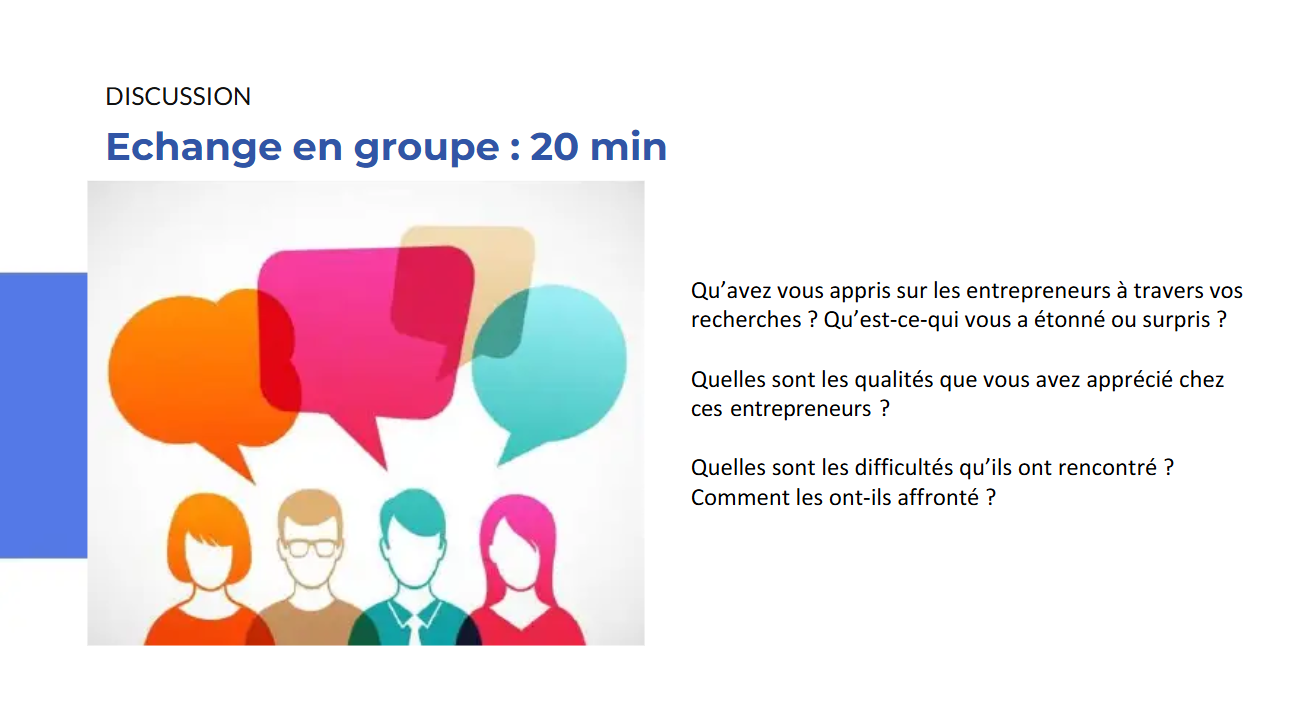 DISCUSSION
Echange en groupe : 20 min
Qu’avez vous appris sur les entrepreneurs à travers vos
recherches ? Qu’est-ce-qui vous a étonné ou surpris ?
Quelles sont les qualités que vous avez apprécié chez
ces entrepreneurs ?
Quelles sont les difficultés qu’ils ont rencontré ?
Comment les ont-ils affronté ?